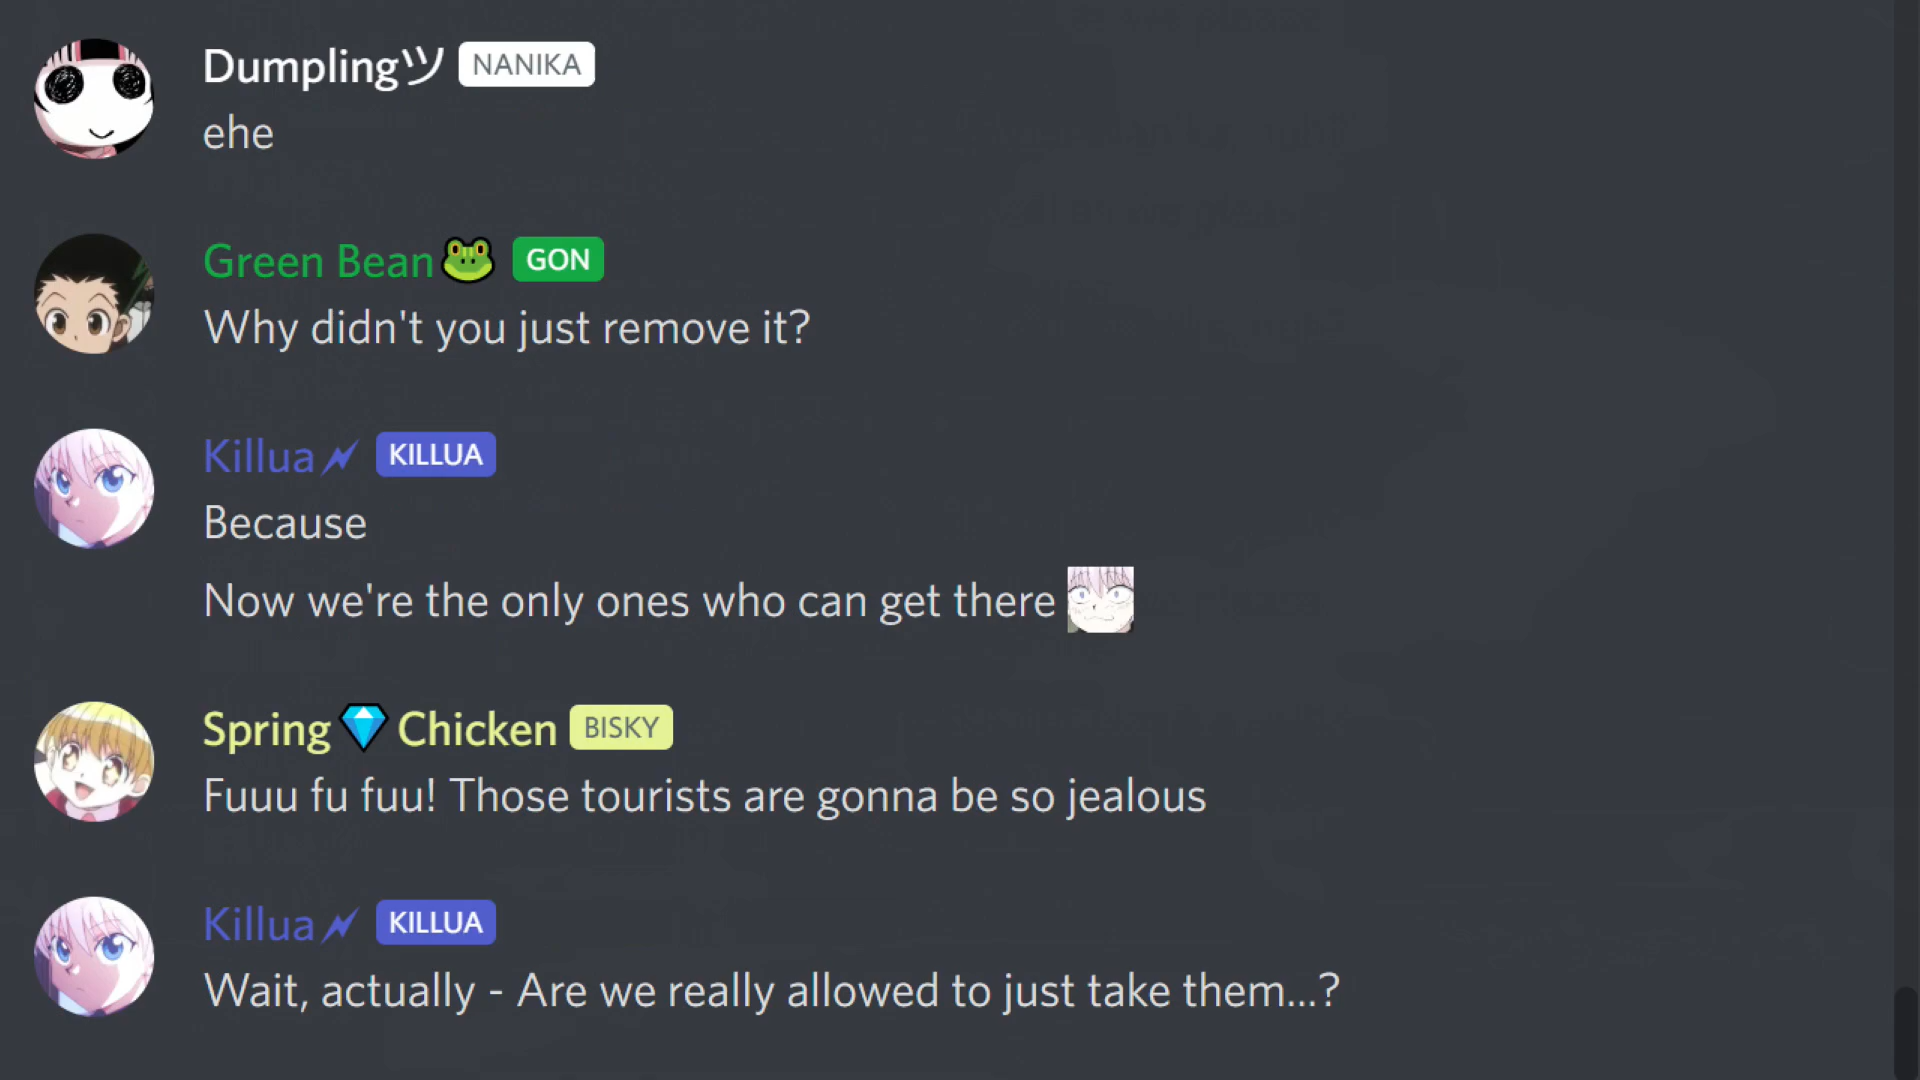 Dumplingツ NANIKA
ehe
Green Bean🐸 GON
Why didn't you just remove it?
Killua KILLUA
Because
Now we're the only ones who can get there
Spring💎Chicken BISKY
Fuuu fu fuu! Those tourists are gonna be so jealous
Killua KILLUA
Wait, actually - Are we really allowed to just take them...?